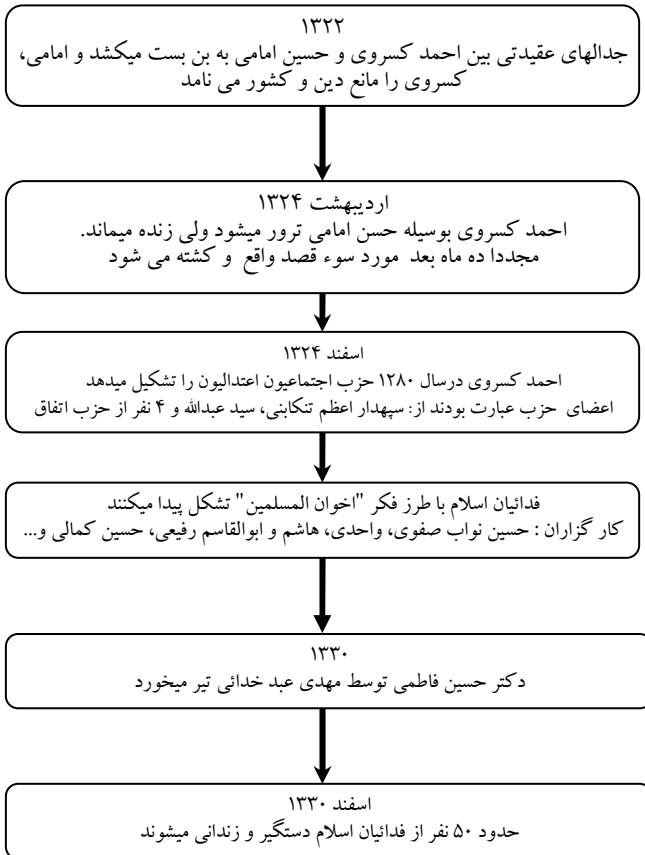 ۱۳۲۲
جدالهای عقیدتی بین احمد کسروی و حسین امامی به بن بست میکشد و امامی،
کسروی را مانع دین و کشور می نامد
اردیبهشت ۱۳۲۴
احمد کسروی بوسیله حسن امامی ترور میشود ولی زنده میماند.
مجددا ده ماه بعد مورد سوء قصد واقع و کشته می شود
اسفند ۱۳۲۴
احمد کسروی درسال ۱۲۸۰ حزب اجتماعیون اعتدالیون را تشکیل میدهد
اعضای حزب عبارت بودند از: سپهدار اعظم تنکابنی، سید عبدالله و ۴ نفر از حزب اتفاق
فدائیان اسلام با طرز فکر "اخوان المسلمین" تشکل پیدا میکنند
کار گزاران : حسین نواب صفوی، واحدی، هاشم و ابوالقاسم رفیعی، حسین کمالی و...
۱۳۳۰
دکتر حسین فاطمی توسط مهدی عبد خدائی تیر میخورد
اسفند ۱۳۳۰
حدود ۵۰ نفر از فدائیان اسلام دستگیر و زندانی میشوند